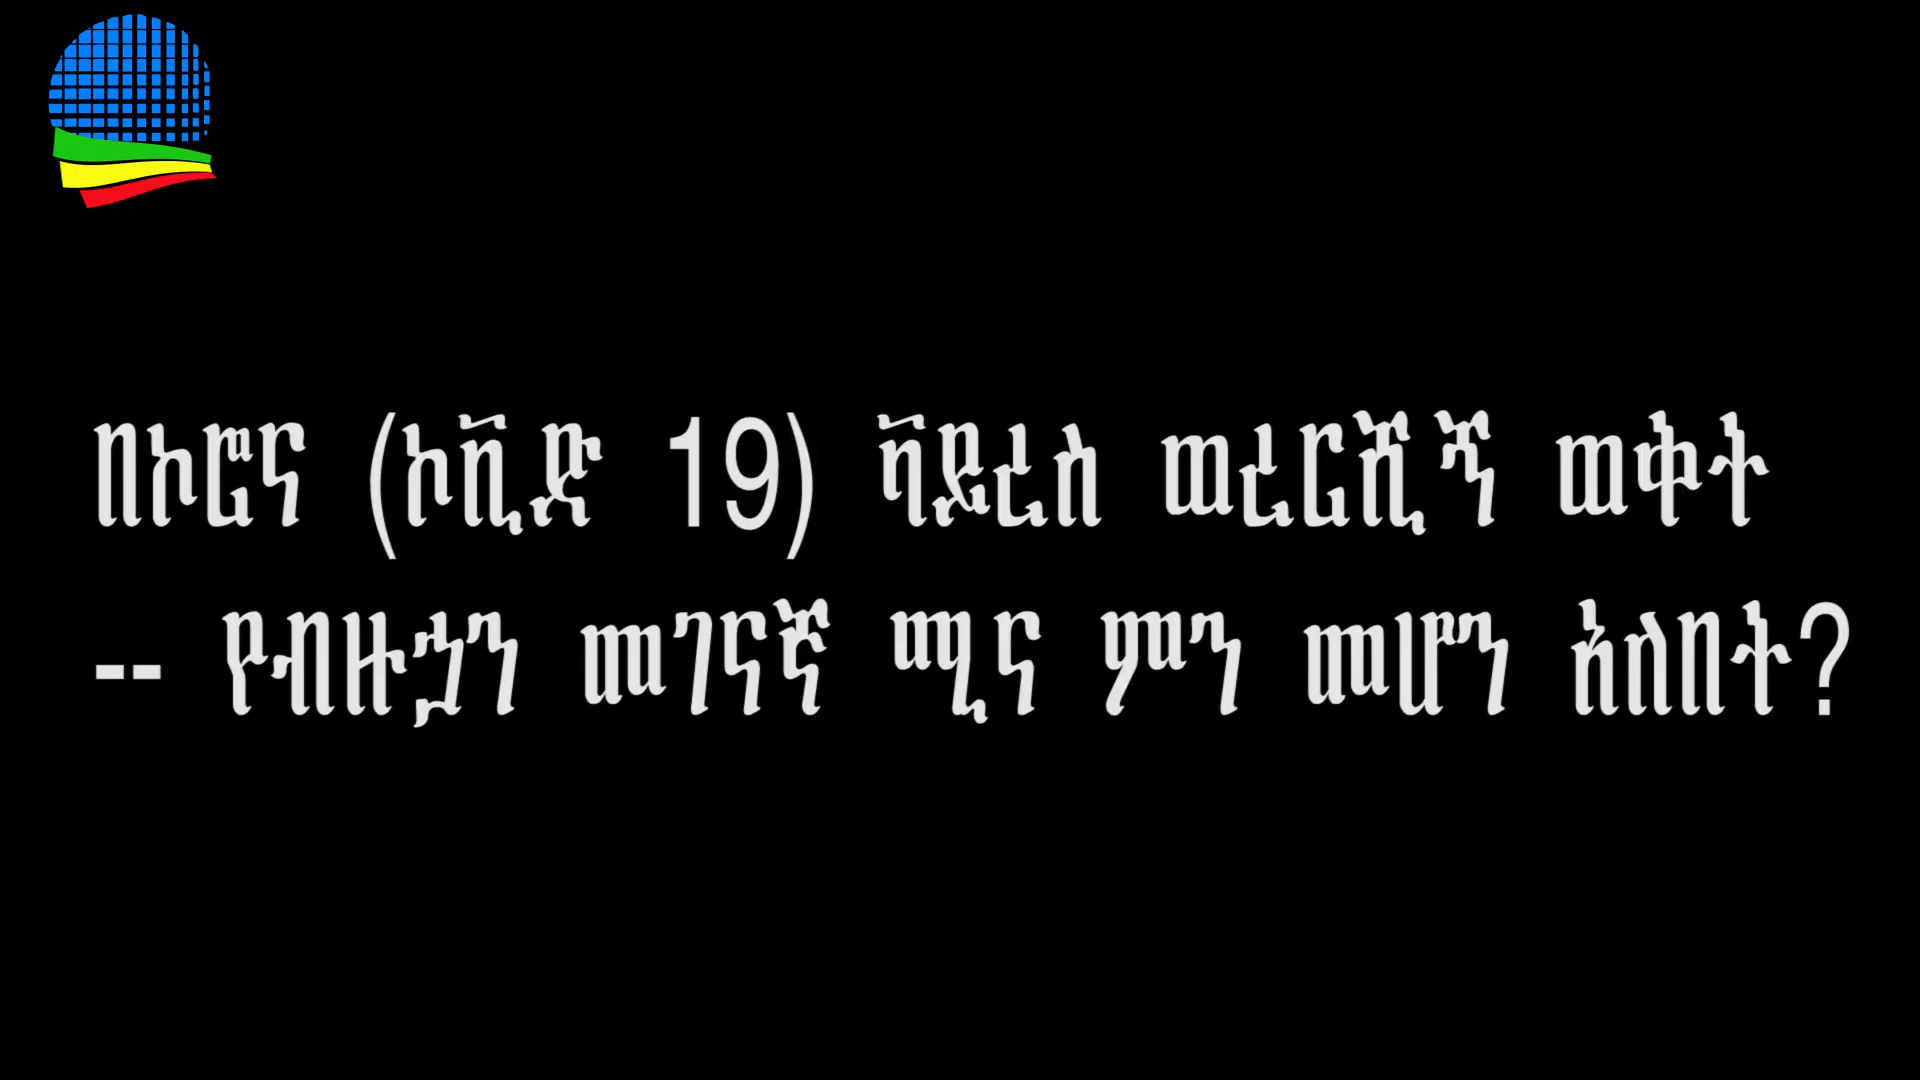 በኮሮና (ኮቪድ 19) ቫይረስ ወረርሺኝ ወቅት
-- የብዙኃን መገናኛ ሚና ምን መሆን አለበት?